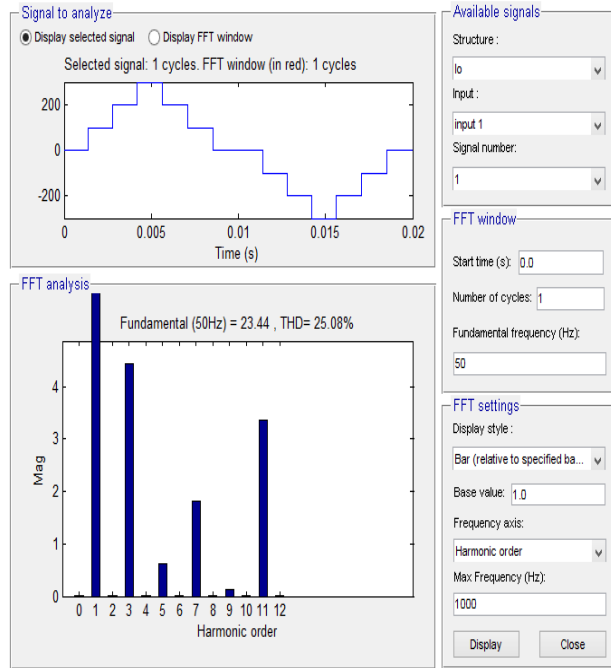 Signal to analyze
Display selected signal Display FFT window
Selected signal: 1 cycles. FFT window (in red): 1 cycles
200
0
-200
0 0.005 0.01 0.015 0.02
Time (s)
FFT analysis
Fundamental (50Hz) = 23.44 , THD= 25.08%
4
3
2
1
0
Mag
0 1 2 3 4 5 6 7 8 9 10 11 12
Harmonic order
Available signals
Structure :
Io
Input :
input 1
Signal number:
1
FFT window
Start time (s): 0.0
Number of cycles: 1
Fundamental frequency (Hz):
50
FFT settings
Display style :
Bar (relative to specified ba...
Base value: 1.0
Frequency axis:
Harmonic order
Max Frequency (Hz):
1000
Display Close